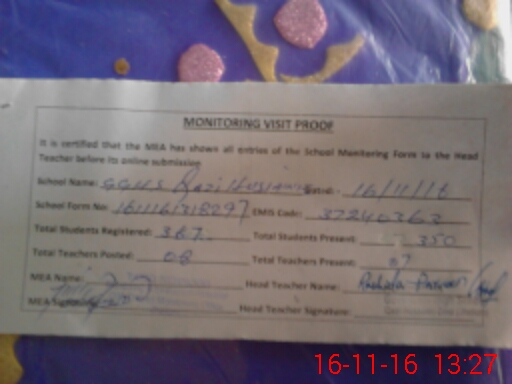 MONITORING VISIT PROOF
It is certified that the MEA has shown all entries of the School Monitoring Form to the Head
Teacher before its online submission.
School Name: Dated: 16/11/16
School Form No: EMIS Code: 37240363
Total Students Registered: 367 Total Students Present: 350
Total Teachers Posted: 08 Total Teachers Present: 07
MEA Name: Head Teacher Name:
MEA Signature: Head Teacher Signature:
16-11-16 13:27